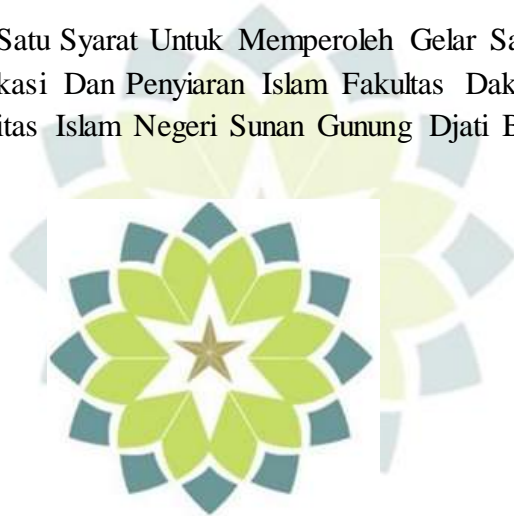 Satu Syarat Untuk Memperoleh Gelar Sa
kasi Dan Penyiaran Islam Fakultas Dak
itas Islam Negeri Sunan Gunung Djati B